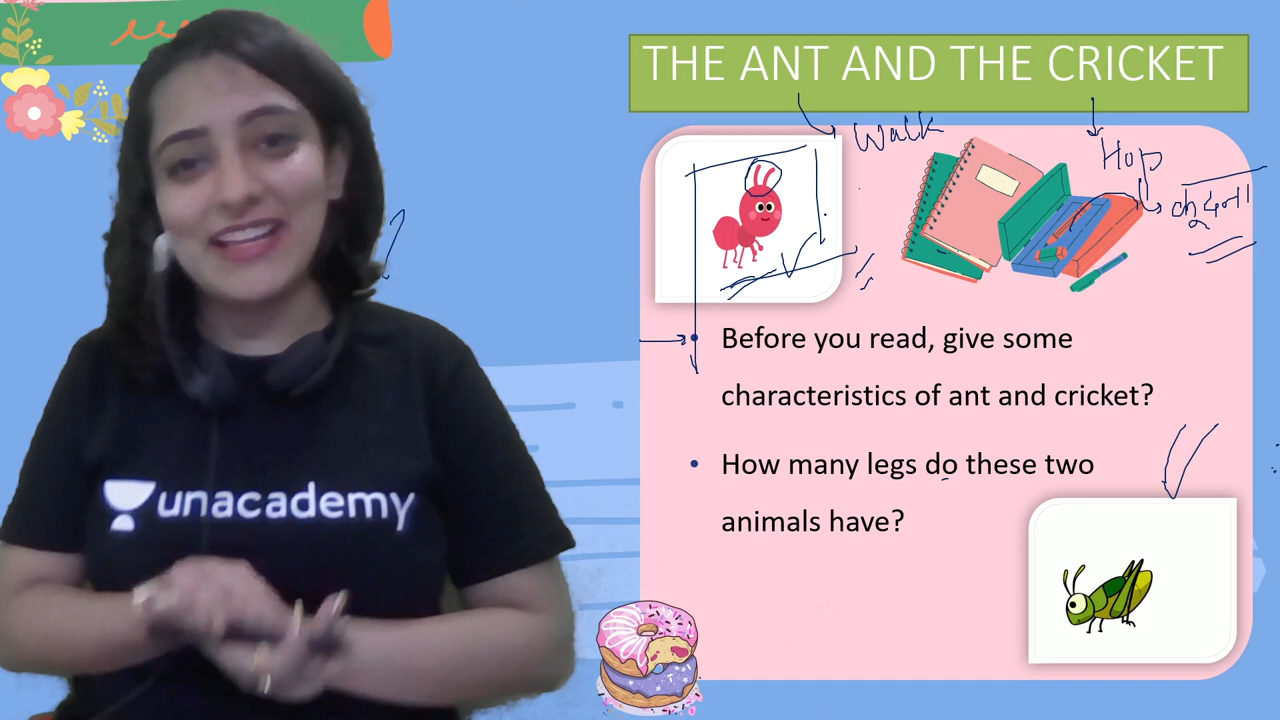 THE ANT AND THE CRICKET
Walk
Hop
Before you read, give some
characteristics of ant and cricket?
How many legs do these two
animals have?
unacademy